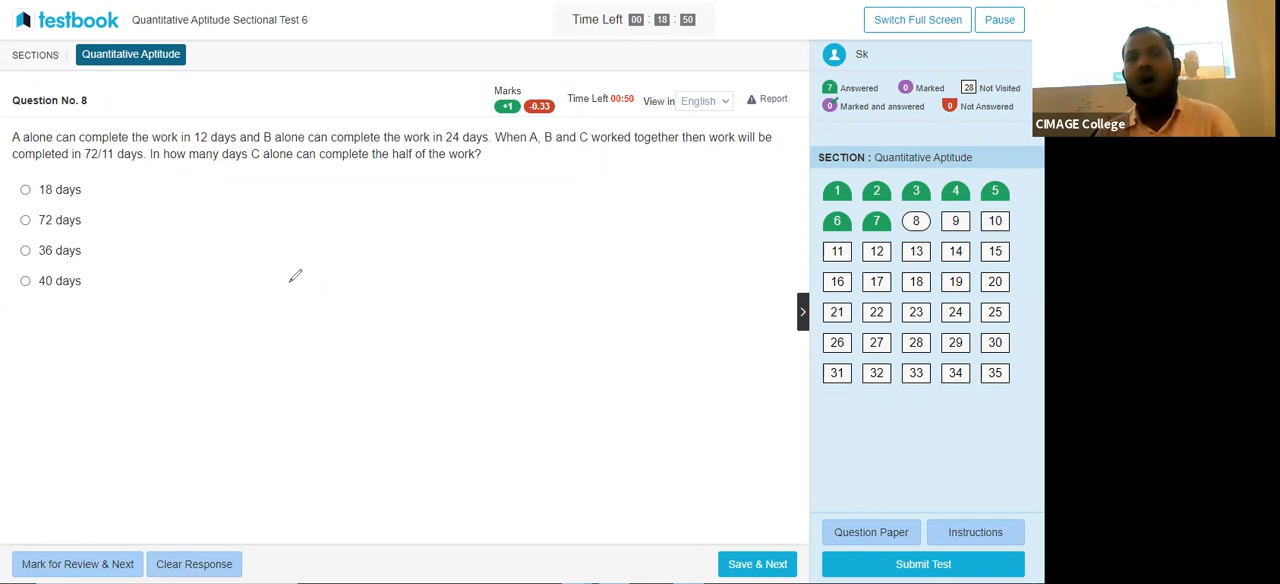 testbook
Quantitative Aptitude Sectional Test 6
Time Left 00 : 18 : 50
Switch Full Screen
Pause
SECTIONS
Quantitative Aptitude
Sk
7 Answered
0 Marked
28 Not Visited
0 Marked and answered
0 Not Answered
CIMAGE College
Question No. 8
Marks
+1 -0.33
Time Left 00:50
View in English
Report
A alone can complete the work in 12 days and B alone can complete the work in 24 days. When A, B and C worked together then work will be
completed in 72/11 days. In how many days C alone can complete the half of the work?
18 days
72 days
36 days
40 days
SECTION : Quantitative Aptitude
1 2 3 4 5
6 7 8 9 10
11 12 13 14 15
16 17 18 19 20
21 22 23 24 25
26 27 28 29 30
31 32 33 34 35
Question Paper
Instructions
Mark for Review & Next
Clear Response
Save & Next
Submit Test